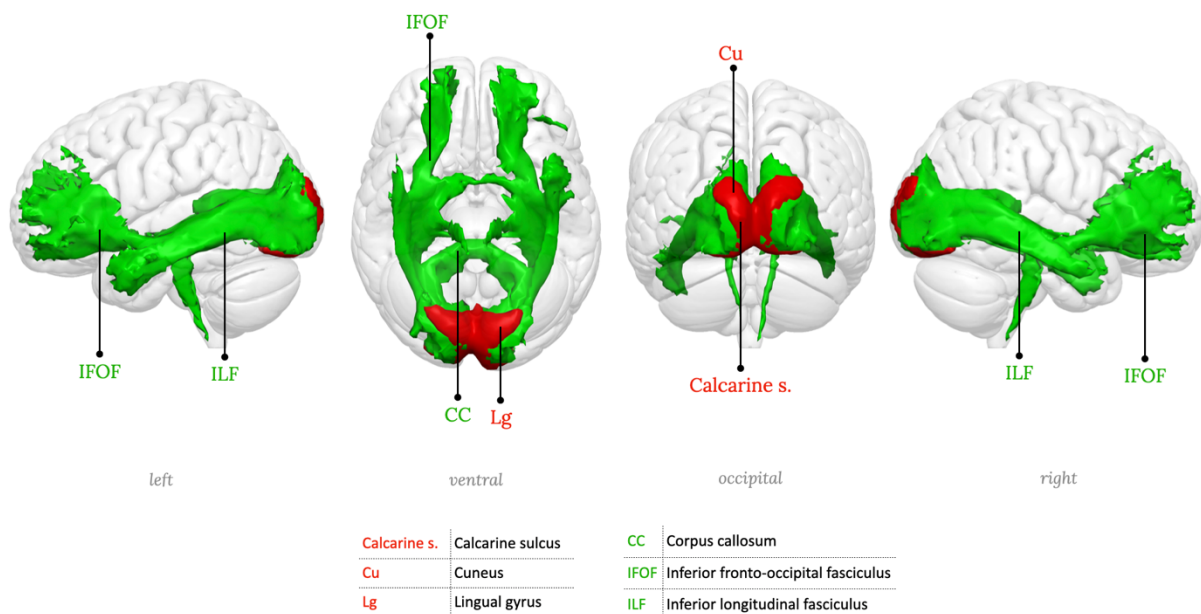 IFOF
Cu
IFOF
ILF
CC
Lg
Calcarine s.
ILF
IFOF
left
ventral
occipital
right
Calcarine s. Calcarine sulcus
Cu Cuneus
Lg Lingual gyrus
CC Corpus callosum
IFOF Inferior fronto-occipital fasciculus
ILF Inferior longitudinal fasciculus